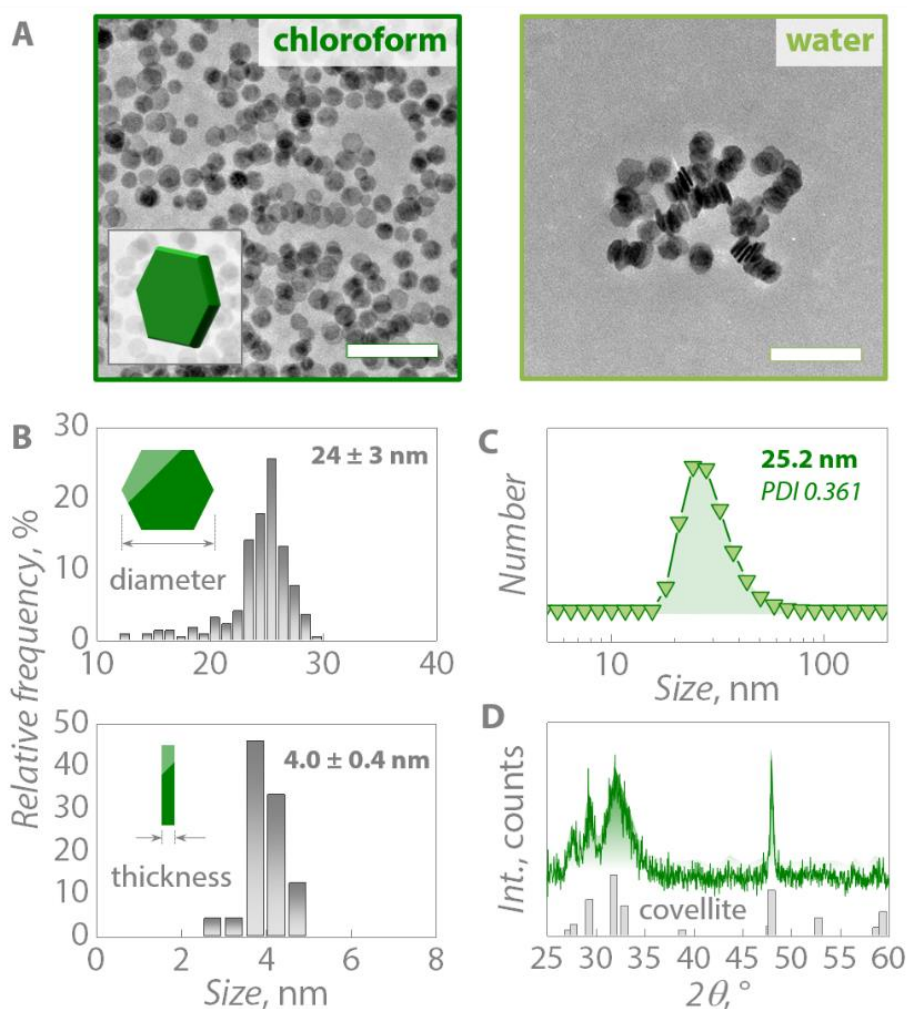 A
chloroform
water
B
Relative frequency, %
30
20
10
0
24 ± 3 nm
diameter
10
20
30
40
50
40
30
20
10
0
4.0 ± 0.4 nm
thickness
0
2
4
6
8
Size, nm
C
Number
25.2 nm
PDI 0.361
10
100
Size, nm
D
Int., counts
covellite
25
30
35
40
45
50
55
60
2θ, °